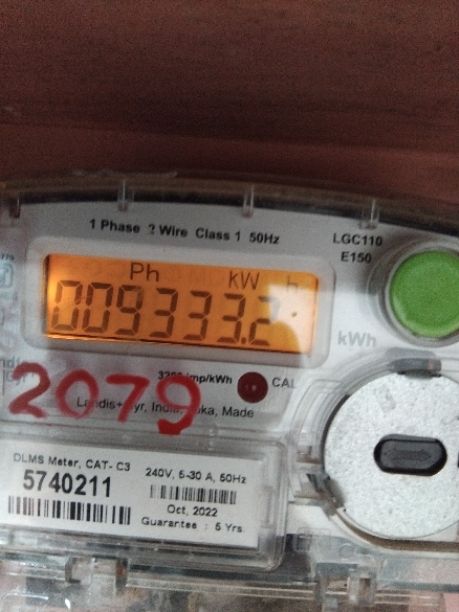 1 Phase 2 Wire Class 1 50Hz
LGC110
E150
Ph kW h
009333.2
kWh
imp/kWh
CAL
2079
Made
DLMS Meter, CAT- C3
5740211
240V, 5-30 A, 50Hz
Oct, 2022
Guarantee : 5 Yrs.